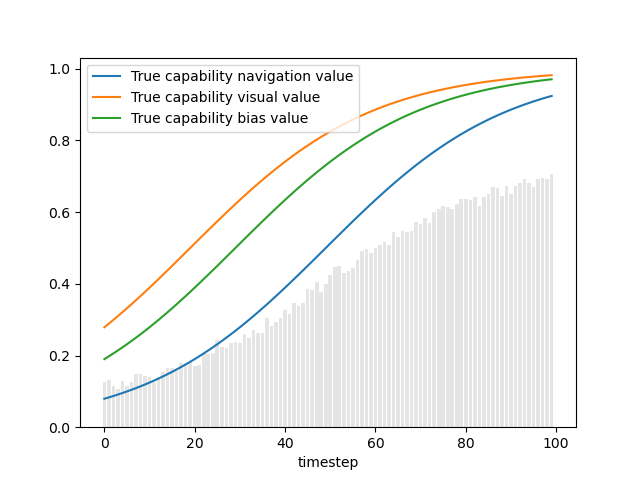 True capability navigation value
True capability visual value
True capability bias value
1.0
0.8
0.6
0.4
0.2
0.0
0 20 40 60 80 100
timestep